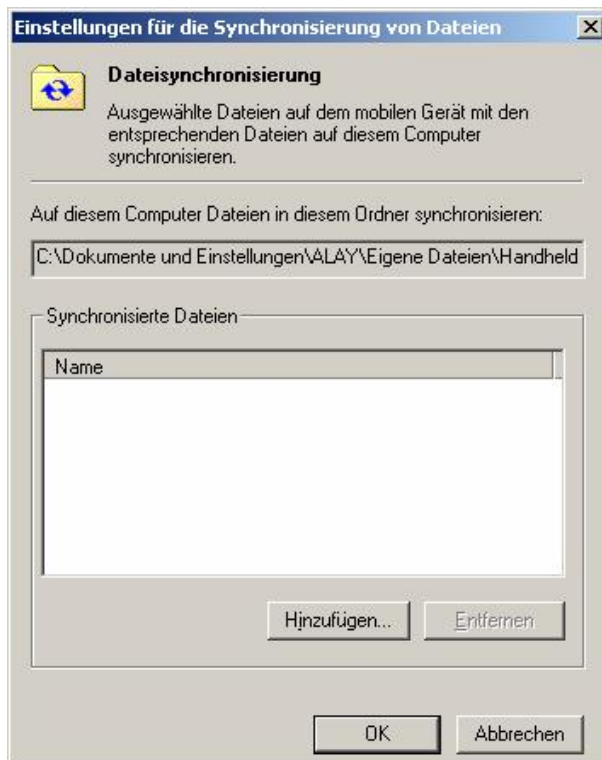 Einstellungen für die Synchronisierung von Dateien
Dateisynchronisierung
Ausgewählte Dateien auf dem mobilen Gerät mit den
entsprechenden Dateien auf diesem Computer
synchronisieren.
Auf diesem Computer Dateien in diesem Ordner synchronisieren:
C:\Dokumente und Einstellungen\ALAY\Eigene Dateien\Handheld
Synchronisierte Dateien
Name
Hinzufügen...
Entfernen
OK
Abbrechen